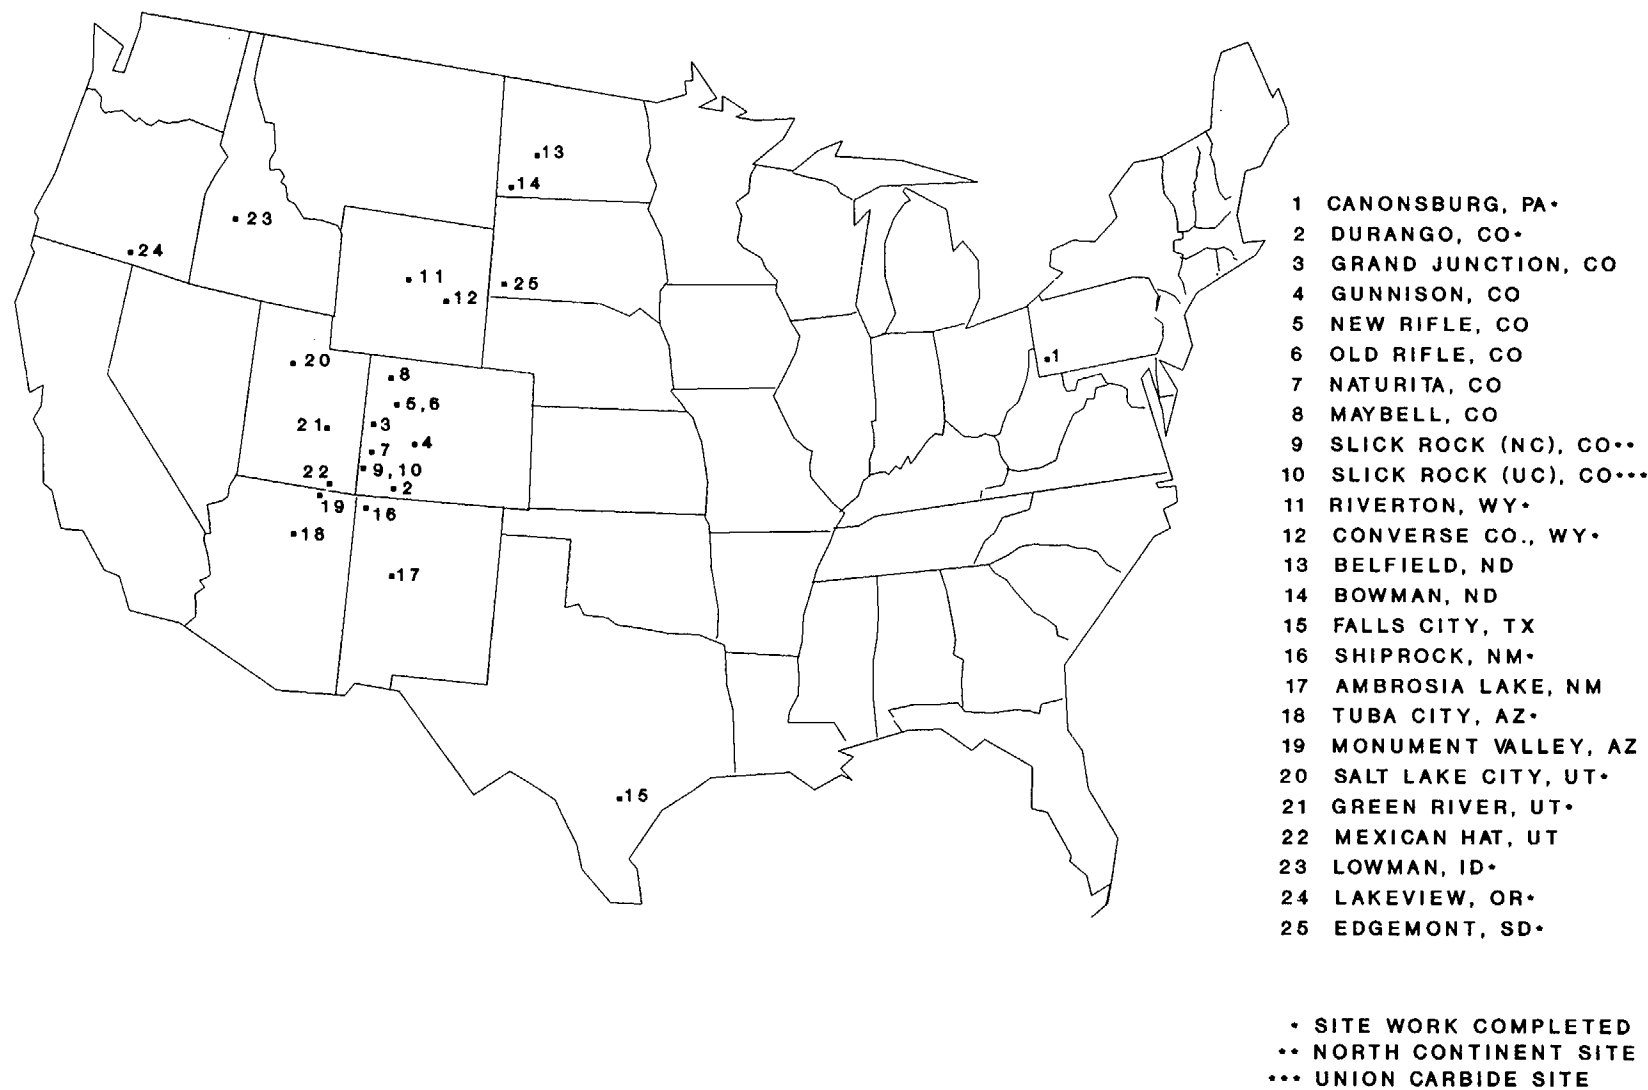 13
14
23
24
11
12
25
1
20
8
5,6
21
3
4
7
22
9,10
2
19
16
18
17
15
1 CANONSBURG, PA*
2 DURANGO, CO*
3 GRAND JUNCTION, CO
4 GUNNISON, CO
5 NEW RIFLE, CO
6 OLD RIFLE, CO
7 NATURITA, CO
8 MAYBELL, CO
9 SLICK ROCK (NC), CO**
10 SLICK ROCK (UC), CO***
11 RIVERTON, WY*
12 CONVERSE CO., WY*
13 BELFIELD, ND
14 BOWMAN, ND
15 FALLS CITY, TX
16 SHIPROCK, NM*
17 AMBROSIA LAKE, NM
18 TUBA CITY, AZ*
19 MONUMENT VALLEY, AZ
20 SALT LAKE CITY, UT*
21 GREEN RIVER, UT*
22 MEXICAN HAT, UT
23 LOWMAN, ID*
24 LAKEVIEW, OR*
25 EDGEMONT, SD*
* SITE WORK COMPLETED
** NORTH CONTINENT SITE
*** UNION CARBIDE SITE